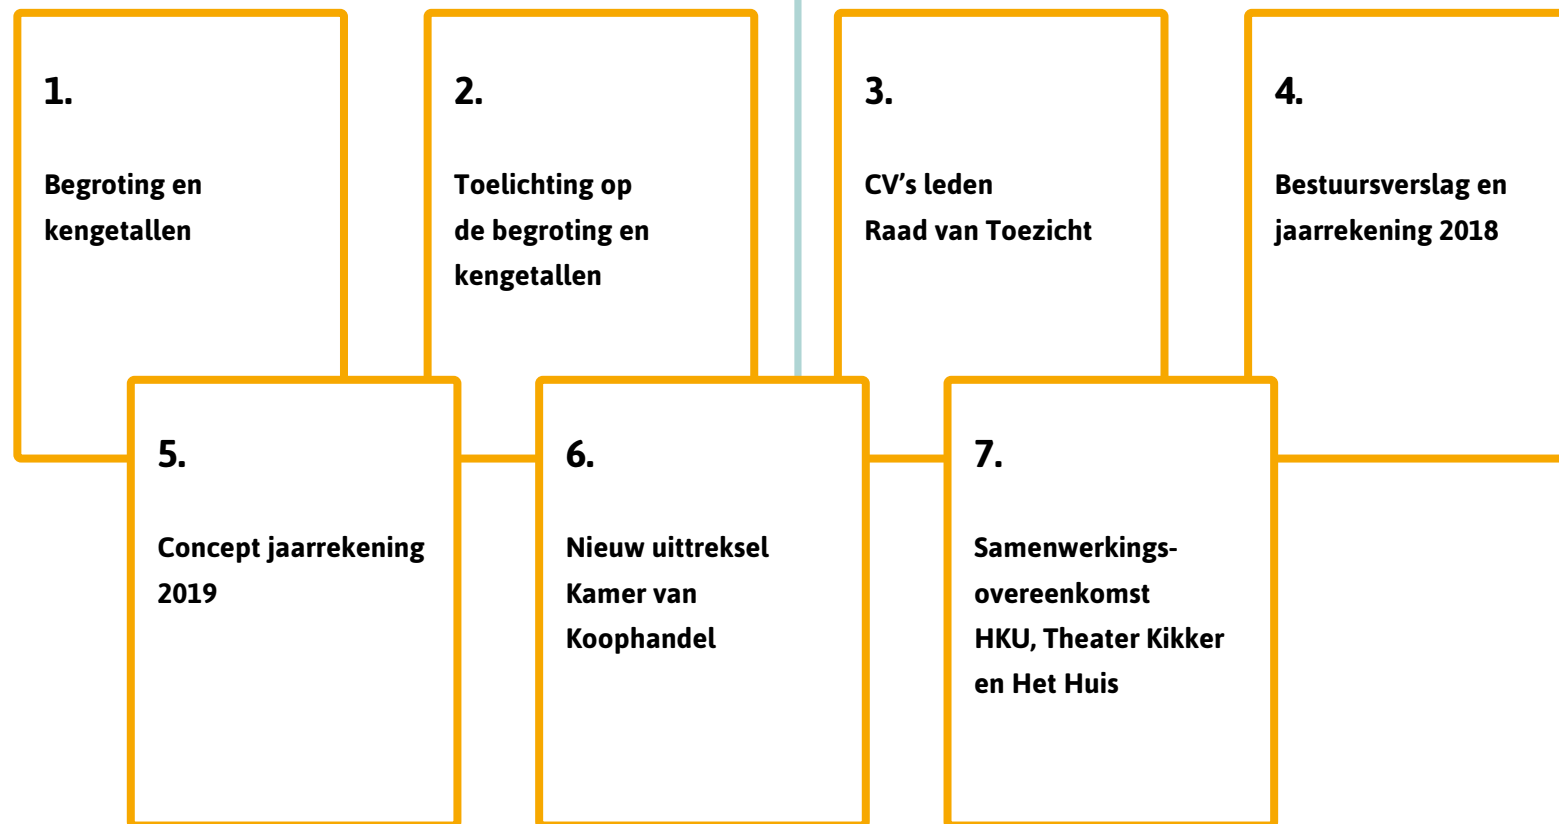 1.
Begroting en
kengetallen
2.
Toelichting op
de begroting en
kengetallen
3.
CV’s leden
Raad van Toezicht
4.
Bestuursverslag en
jaarrekening 2018
5.
Concept jaarrekening
2019
6.
Nieuw uittreksel
Kamer van
Koophandel
7.
Samenwerkings-
overeenkomst
HKU, Theater Kikker
en Het Huis